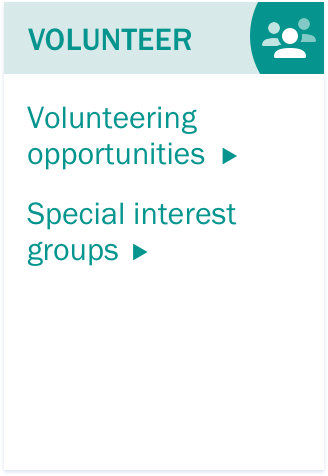 VOLUNTEER
Volunteering
opportunities
Special interest
groups